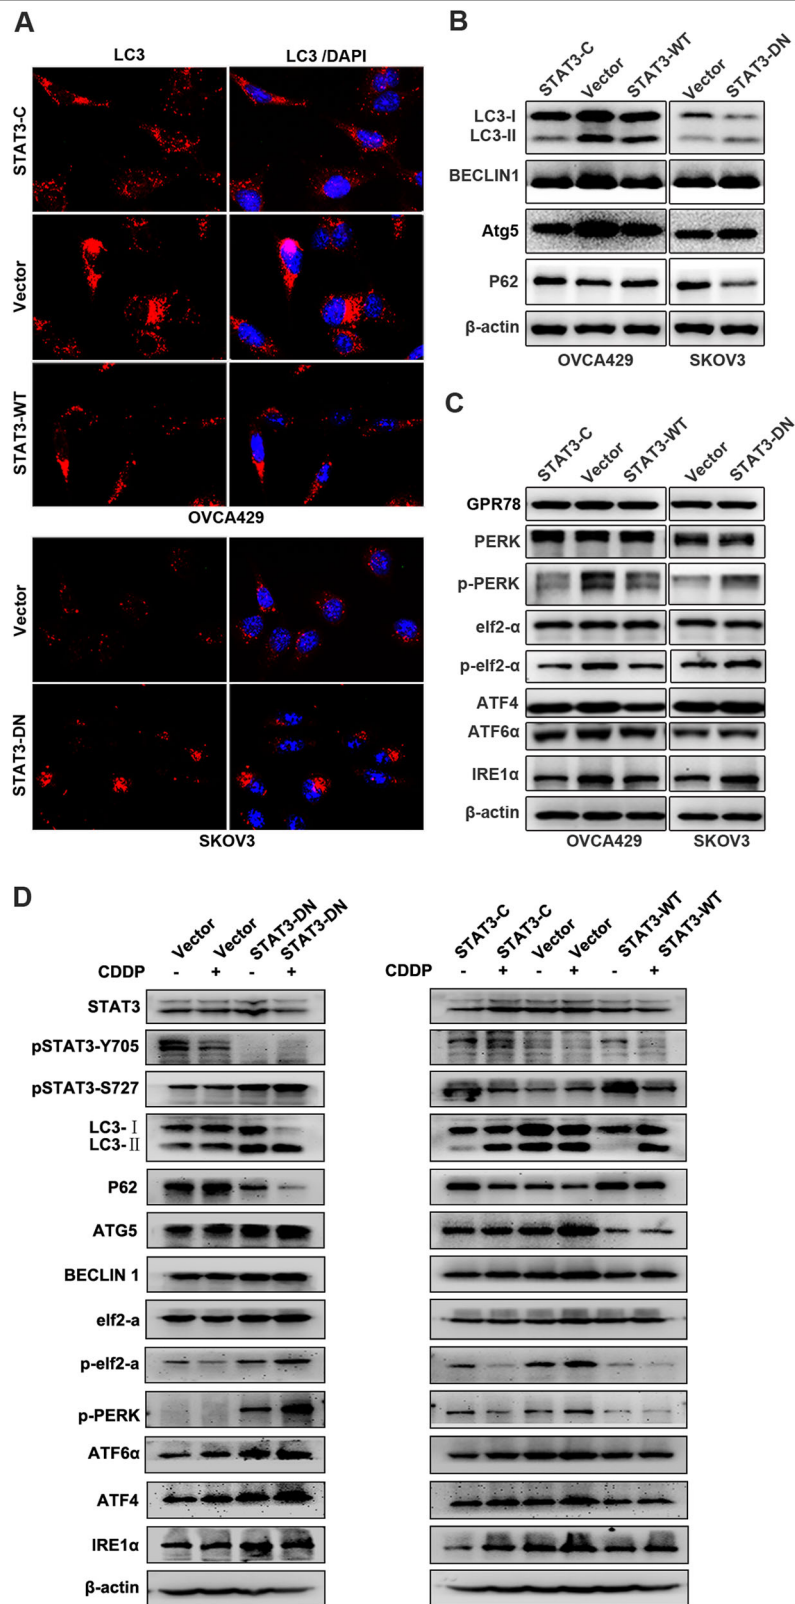 A
LC3
LC3 /DAPI
STAT3-C
Vector
STAT3-WT
OVCA429
Vector
STAT3-DN
SKOV3
B
STAT3-C Vector STAT3-WT Vector STAT3-DN
LC3-I
LC3-II
BECLIN1
Atg5
P62
β-actin
OVCA429 SKOV3
C
STAT3-C Vector STAT3-WT Vector STAT3-DN
GPR78
PERK
p-PERK
elf2-α
p-elf2-α
ATF4
ATF6α
IRE1α
β-actin
OVCA429 SKOV3
D
Vector Vector STAT3-DN STAT3-DN
CDDP - + - +
STAT3-C STAT3-C Vector Vector STAT3-WT STAT3-WT
CDDP - + - + - +
STAT3
pSTAT3-Y705
pSTAT3-S727
LC3-Ⅰ
LC3-Ⅱ
P62
ATG5
BECLIN 1
elf2-a
p-elf2-a
p-PERK
ATF6α
ATF4
IRE1α
β-actin